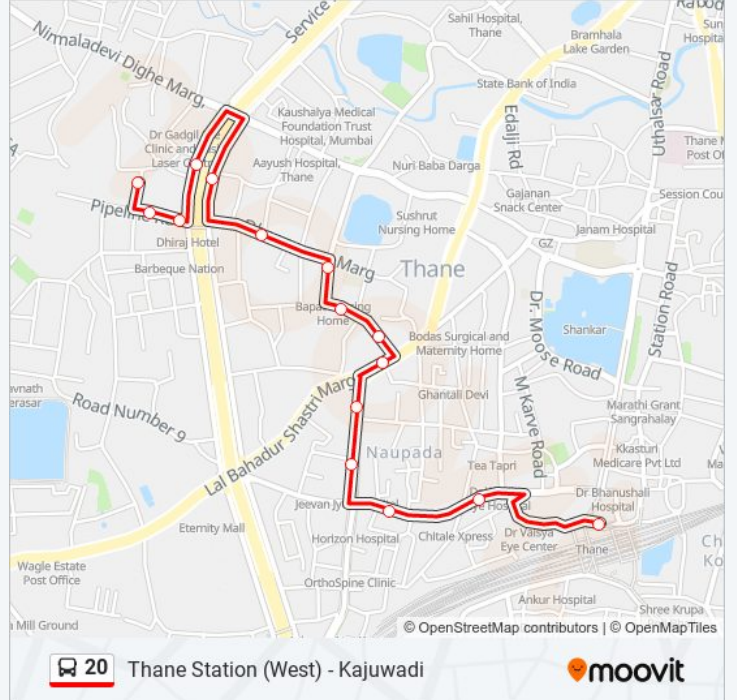 Service
Rabod
Sahil Hospital,
Thane
Nirmaladevi Dighe Marg,
Bramhala
Lake Garden
Sun
Hospita
State Bank of India
Uthalsar Road
Kaushalya Medical
Foundation Trust
Hospital, Mumbai
Edalji Rd
Dr Gadgil
Clinic and
Laser
Aayush Hospital,
Thane
Nuri Baba Darga
Thane
Post Of
Gajanan
Snack Center
Session Cou
Pipeline
Sushrut
Nursing Home
Janam Hospital
Dhiraj Hotel
GZ
Marg
Thane
Barbeque Nation
Station Road
Dr. Moose Road
Home
Shankar
Bodas Surgical and
Maternity Home
M Karve Road
Ghantali Devi
avnath
erasar
Road Number 9
Lal Bahadur Shastri Marg
Marathi Grant
Sangrahalay
Naupada
Kkasturi
Medicare Pvt Ltd
Ma
Tea Tapri
Dr Bhanushali
Hospital
Jeevan
Eternity Mall
Horizon Hospital
Chitale Xpress
Dr Vaisya
Eye Center
Thane
Ch
Ko
Wagle Estate
Post Office
OrthoSpine Clinic
Ankur Hospital
Shree Krupa
a Mill Ground
© OpenStreetMap contributors | © OpenMapTiles
20 Thane Station (West) - Kajuwadi
moovit